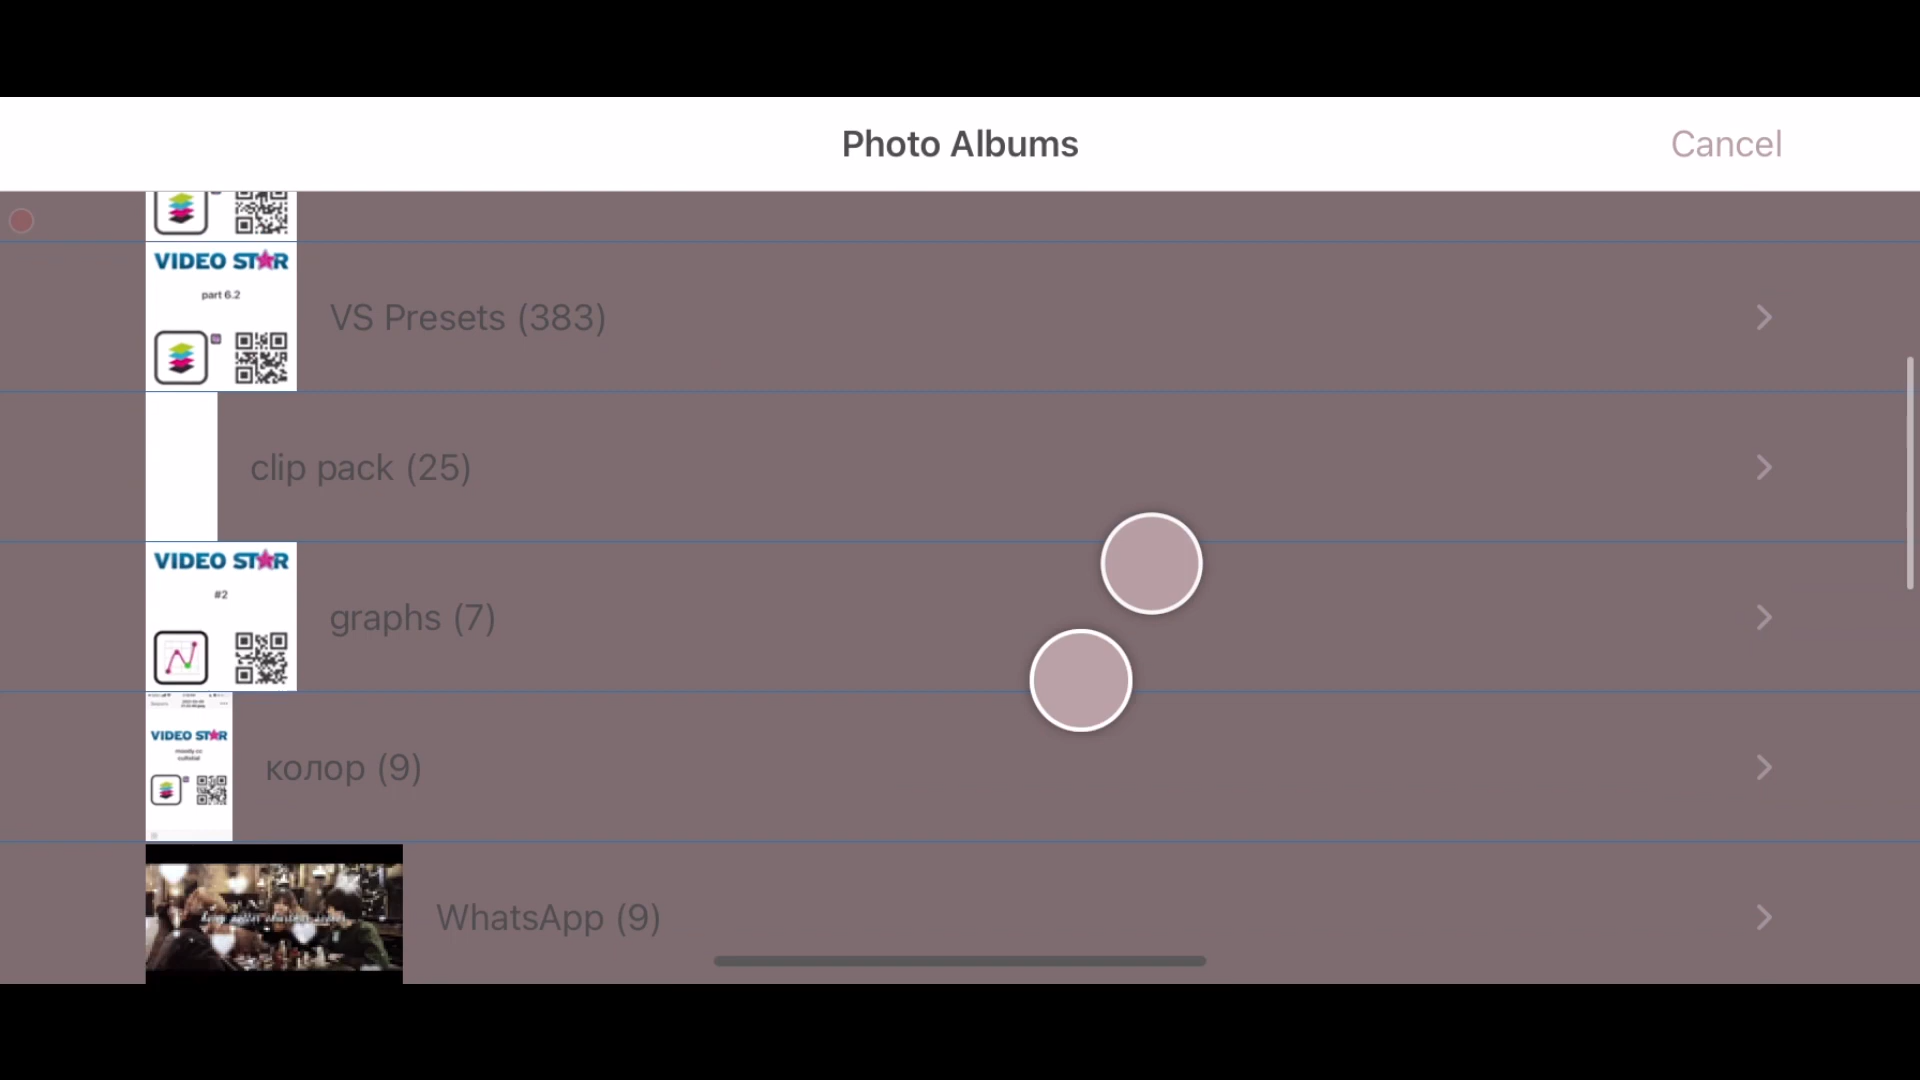 Photo Albums
Cancel
VIDEO STAR
part 6.2
VS Presets (383)
clip pack (25)
VIDEO STAR
#2
graphs (7)
VIDEO STAR
колор (9)
WhatsApp (9)